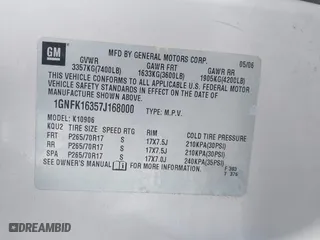 GM
MFD BY GENERAL MOTORS CORP.
05/06
GVWR
GAWR FRT
GAWR RR
3357KG(7400LB)
1633KG(3600LB)
1905KG(4200LB)
THIS VEHICLE CONFORMS TO ALL APPLICABLE U.S. FEDERAL
MOTOR VEHICLE SAFETY STANDARDS IN EFFECT ON THE
DATE OF MANUFACTURE SHOWN ABOVE.
1GNFK16357J168000
TYPE: M.P.V.
MODEL: K10906
KQU2 TIRE SIZE SPEED RTG RIM COLD TIRE PRESSURE
FRT P265/70R17 S 17X7.5J 210KPA(30PSI)
RR P265/70R17 S 17X7.5J 210KPA(30PSI)
SPA P265/70R17 S 17X7.0J 240KPA(35PSI)
SEE OWNER'S MANUAL FOR ADDITIONAL INFORMATION.